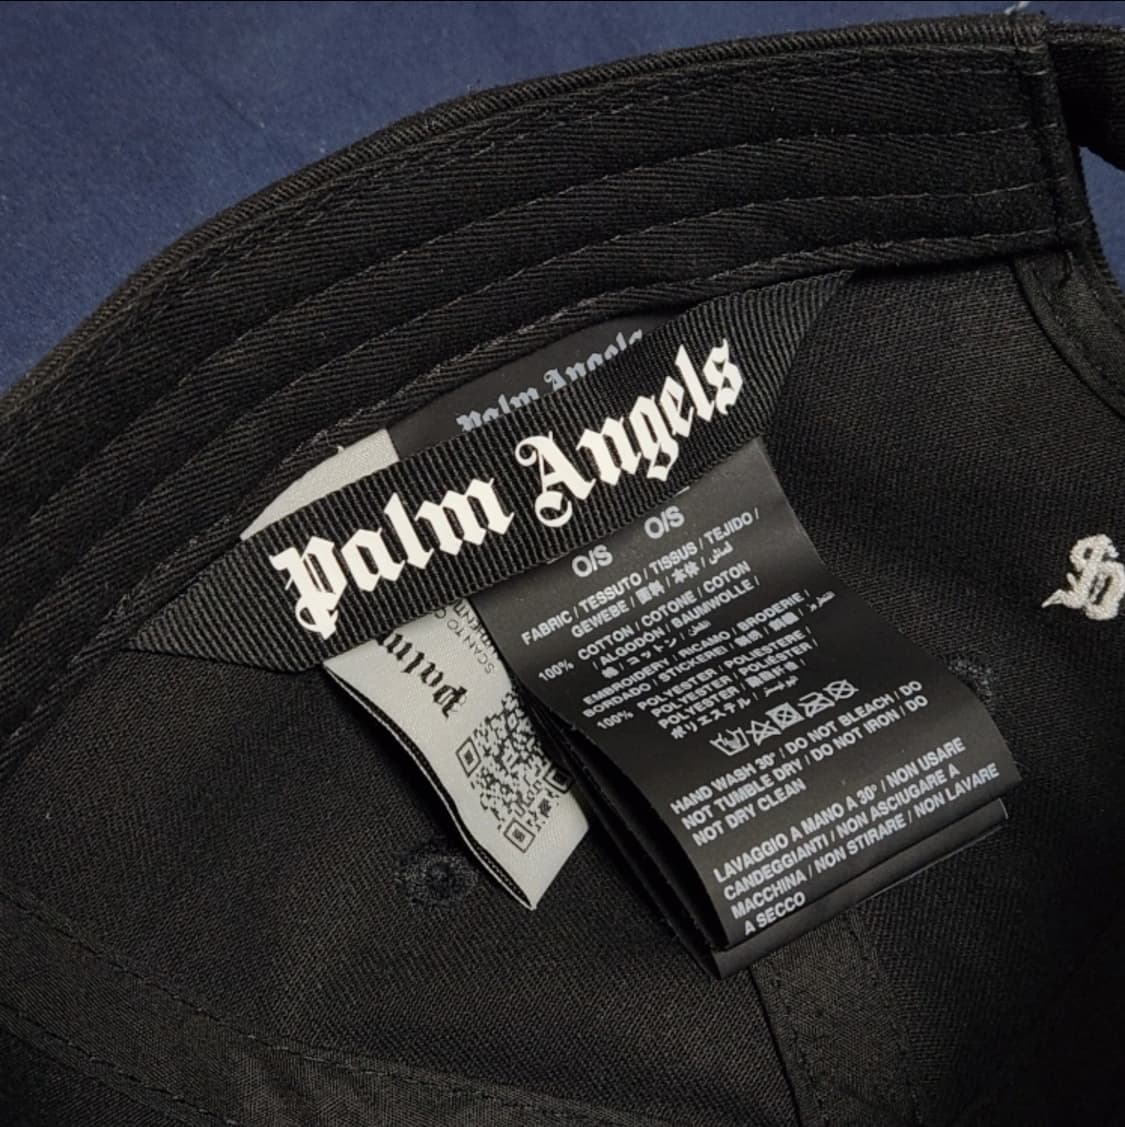 Palm Angels
Palm Angels
O/S O/S
FABRIC / TESSUTO / TISSUS / TEJIDO /
GEWEBE / 面料 / 本体 / قماش
100% COTTON / COTONE / COTON
/ ALGODÓN / BAUMWOLLE /
棉 / コットン / قطن
EMBROIDERY / RICAMO / BRODERIE /
BORDADO / STICKEREI / 刺绣 /
100% POLYESTER / POLIESTERE /
POLYESTER / POLIÉSTER /
POLYESTER / 聚酯纤维 /
ポリエステル /
HAND WASH 30° / DO NOT BLEACH / DO
NOT TUMBLE DRY / DO NOT IRON / DO
NOT DRY CLEAN
LAVAGGIO A MANO A 30° / NON USARE
CANDEGGIANTI / NON ASCIUGARE A
MACCHINA / NON STIRARE / NON LAVARE
A SECCO
SCAN TO
Palm